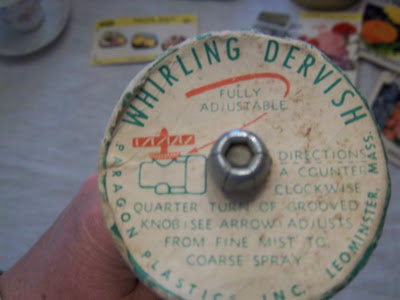 WHIRLING DERVISH
FULLY
ADJUSTABLE
DIRECTIONS
A COUNTER
CLOCKWISE
QUARTER TURN OF GROOVED
KNOB (SEE ARROW) ADJUSTS
FROM FINE MIST TO
COARSE SPRAY
PARAGON PLASTICS INC. LEOMINSTER, MASS.